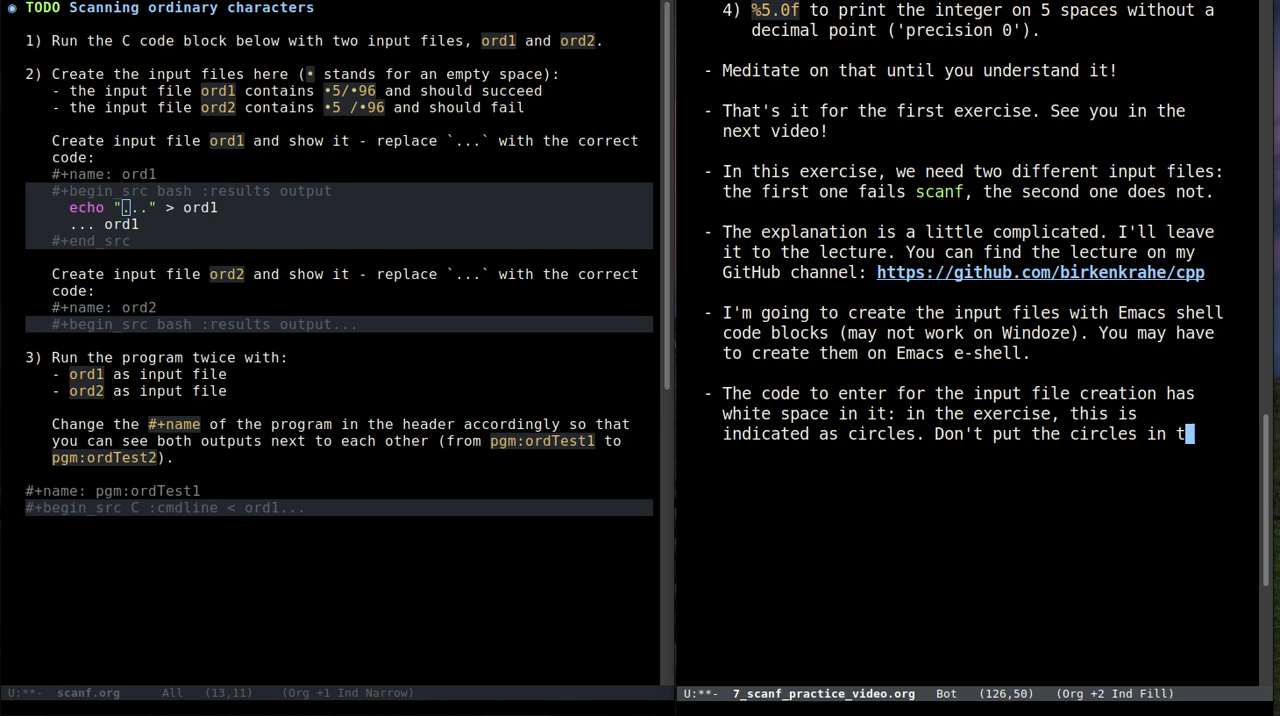 ◉ TODO Scanning ordinary characters
1) Run the C code block below with two input files, ord1 and ord2.
2) Create the input files here (• stands for an empty space):
- the input file ord1 contains •5/•96 and should succeed
- the input file ord2 contains •5 /•96 and should fail
Create input file ord1 and show it - replace `...` with the correct
code:
#+name: ord1
#+begin_src bash :results output
echo "..." > ord1
... ord1
#+end_src
Create input file ord2 and show it - replace `...` with the correct
code:
#+name: ord2
#+begin_src bash :results output...
3) Run the program twice with:
- ord1 as input file
- ord2 as input file
Change the #+name of the program in the header accordingly so that
you can see both outputs next to each other (from pgm:ordTest1 to
pgm:ordTest2).
#+name: pgm:ordTest1
#+begin_src C :cmdline < ord1...
U:**- scanf.org All (13,11) (Org +1 Ind Narrow)
4) %5.0f to print the integer on 5 spaces without a
decimal point ('precision 0').
- Meditate on that until you understand it!
- That's it for the first exercise. See you in the
next video!
- In this exercise, we need two different input files:
the first one fails scanf, the second one does not.
- The explanation is a little complicated. I'll leave
it to the lecture. You can find the lecture on my
GitHub channel: https://github.com/birkenkrahe/cpp
- I'm going to create the input files with Emacs shell
code blocks (may not work on Windoze). You may have
to create them on Emacs e-shell.
- The code to enter for the input file creation has
white space in it: in the exercise, this is
indicated as circles. Don't put the circles in t
U:**- 7_scanf_practice_video.org Bot (126,50) (Org +2 Ind Fill)